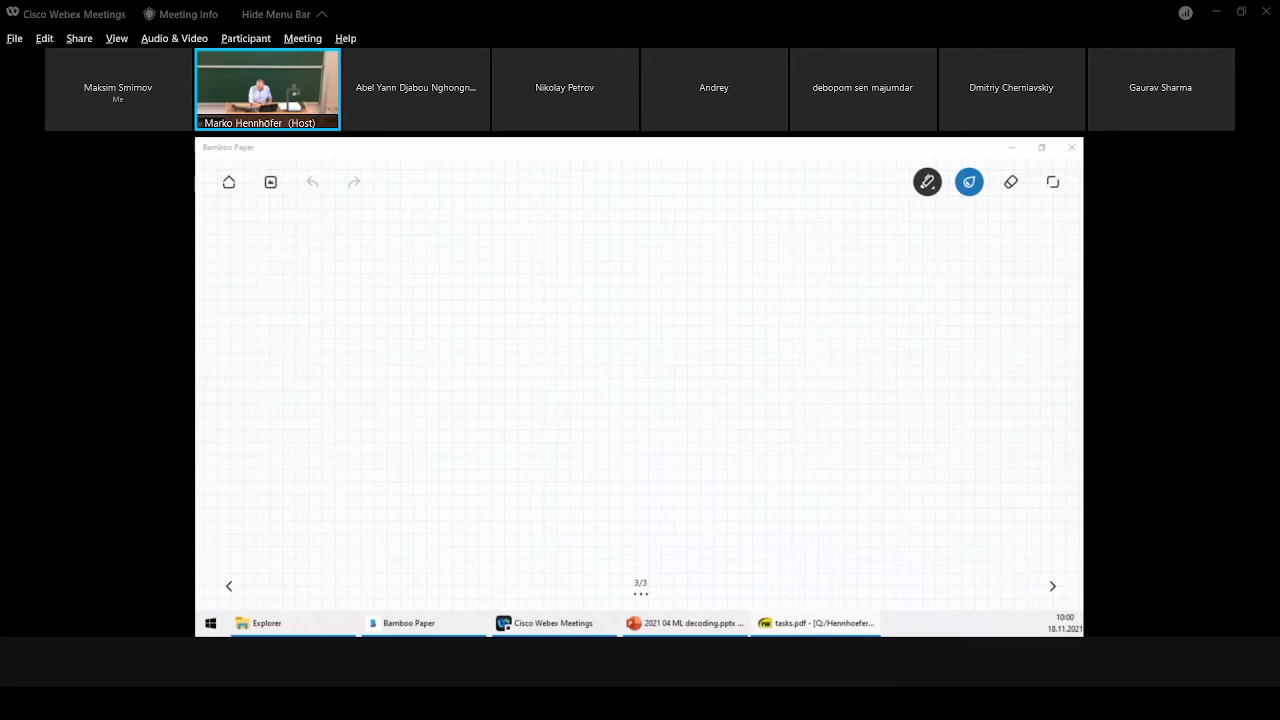 Cisco Webex Meetings Meeting Info Hide Menu Bar
File Edit Share View Audio & Video Participant Meeting Help
Maksim Smirnov
Me
Marko Hennhöfer (Host)
Abel Yann Djabou Nghongn...
Nikolay Petrov
Andrey
debopom sen majumdar
Dmitriy Cherniavskiy
Gaurav Sharma
Bamboo Paper
3/3
Explorer Bamboo Paper Cisco Webex Meetings 2021 04 ML decoding.pptx ... tasks.pdf - [Q:/Hennhoefer...
10:00
18.11.2021